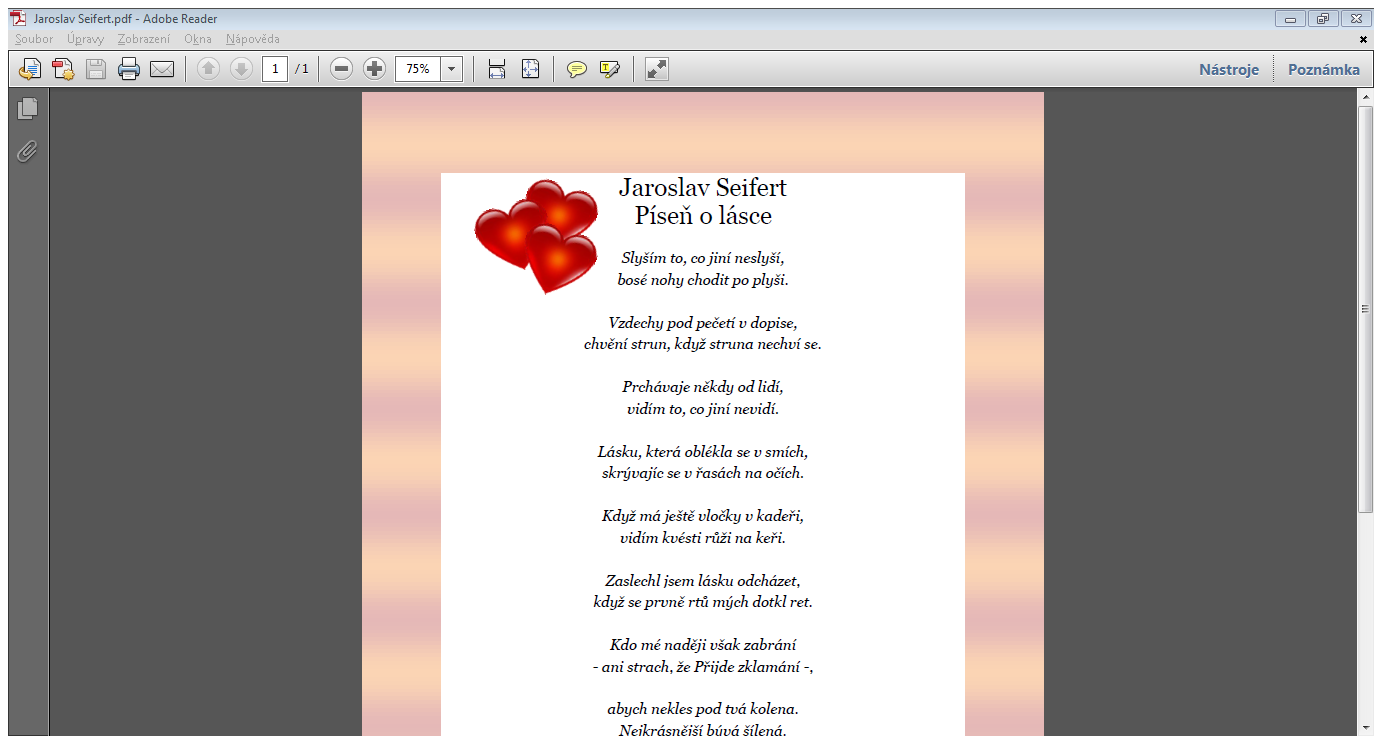 Jaroslav Seifert.pdf - Adobe Reader
Soubor Úpravy Zobrazení Okna Nápověda
1 / 1 75% Nástroje Poznámka
Jaroslav Seifert
Píseň o lásce
Slyším to, co jiní neslyší,
bosé nohy chodit po plyši.
Vzdechy pod pečetí v dopise,
chvění strun, když struna nechví se.
Prchávaje někdy od lidí,
vidím to, co jiní nevidí.
Lásku, která oblékla se v smích,
skrývajíc se v řasách na očích.
Když má ještě vločky v kadeři,
vidím kvésti růži na keři.
Zaslechl jsem lásku odcházet,
když se prvně rtů mých dotkl ret.
Kdo mé naději však zabrání
- ani strach, že Přijde zklamání -,
abych nekles pod tvá kolena.
Nejkrásnější bývá šílená.